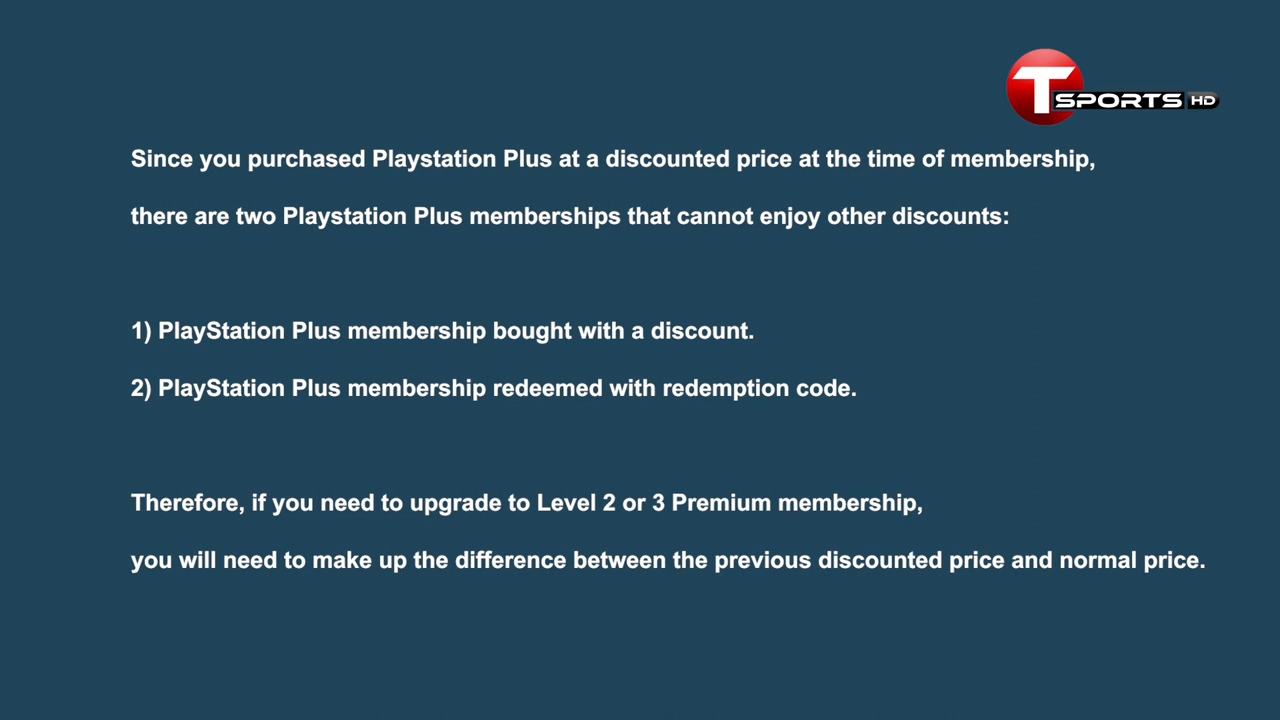 T SPORTS HD
Since you purchased Playstation Plus at a discounted price at the time of membership,
there are two Playstation Plus memberships that cannot enjoy other discounts:
1) PlayStation Plus membership bought with a discount.
2) PlayStation Plus membership redeemed with redemption code.
Therefore, if you need to upgrade to Level 2 or 3 Premium membership,
you will need to make up the difference between the previous discounted price and normal price.